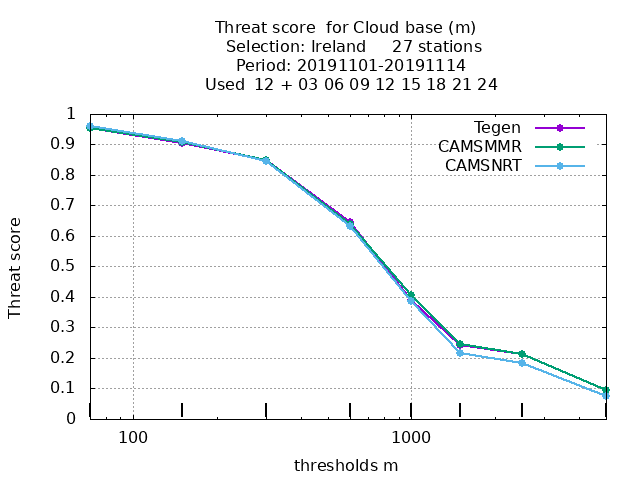 Threat score  for Cloud base (m)
Selection: Ireland     27 stations
Period: 20191101-20191114
Used  12 + 03 06 09 12 15 18 21 24
Tegen
CAMSMMR
CAMSNRT
Threat score
1
0.9
0.8
0.7
0.6
0.5
0.4
0.3
0.2
0.1
0
100
1000
thresholds m